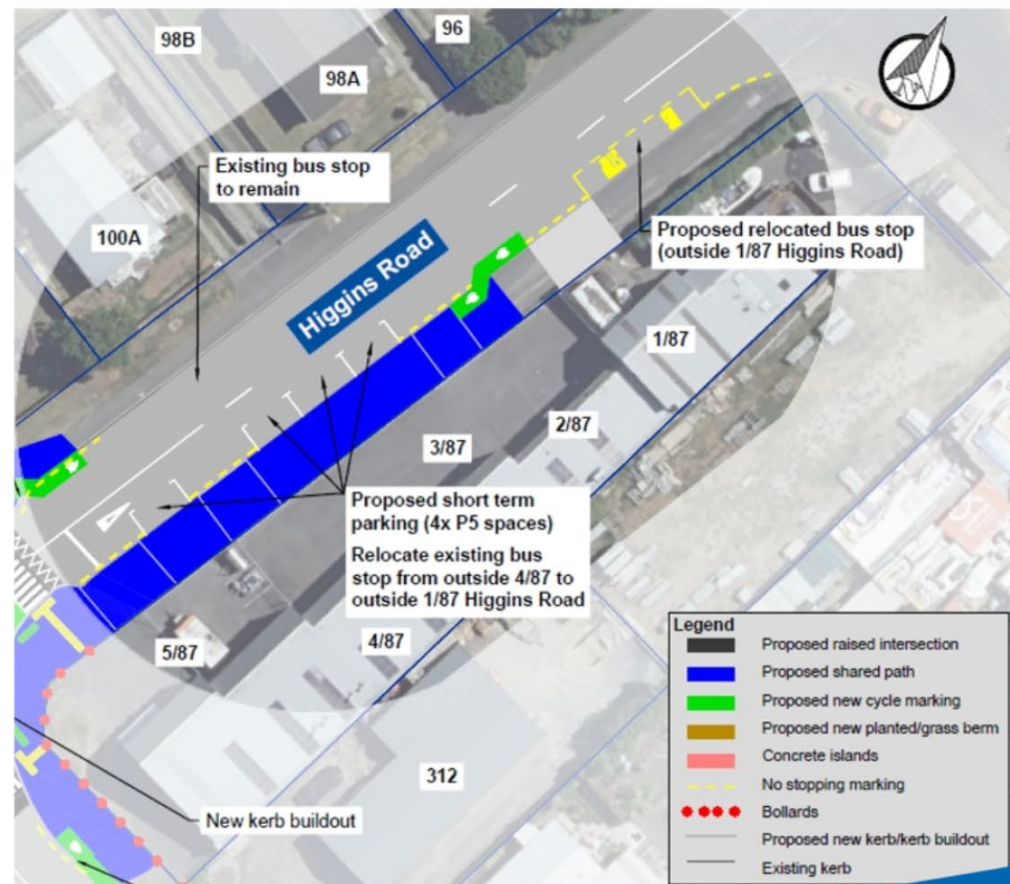 98B
96
98A
Existing bus stop
to remain
100A
Higgins Road
BUS
Proposed relocated bus stop
(outside 1/87 Higgins Road)
1/87
2/87
3/87
Proposed short term
parking (4x P5 spaces)
Relocate existing bus
stop from outside 4/87 to
outside 1/87 Higgins Road
5/87
4/87
312
New kerb buildout
Legend
Proposed raised intersection
Proposed shared path
Proposed new cycle marking
Proposed new planted/grass berm
Concrete islands
No stopping marking
Bollards
Proposed new kerb/kerb buildout
Existing kerb